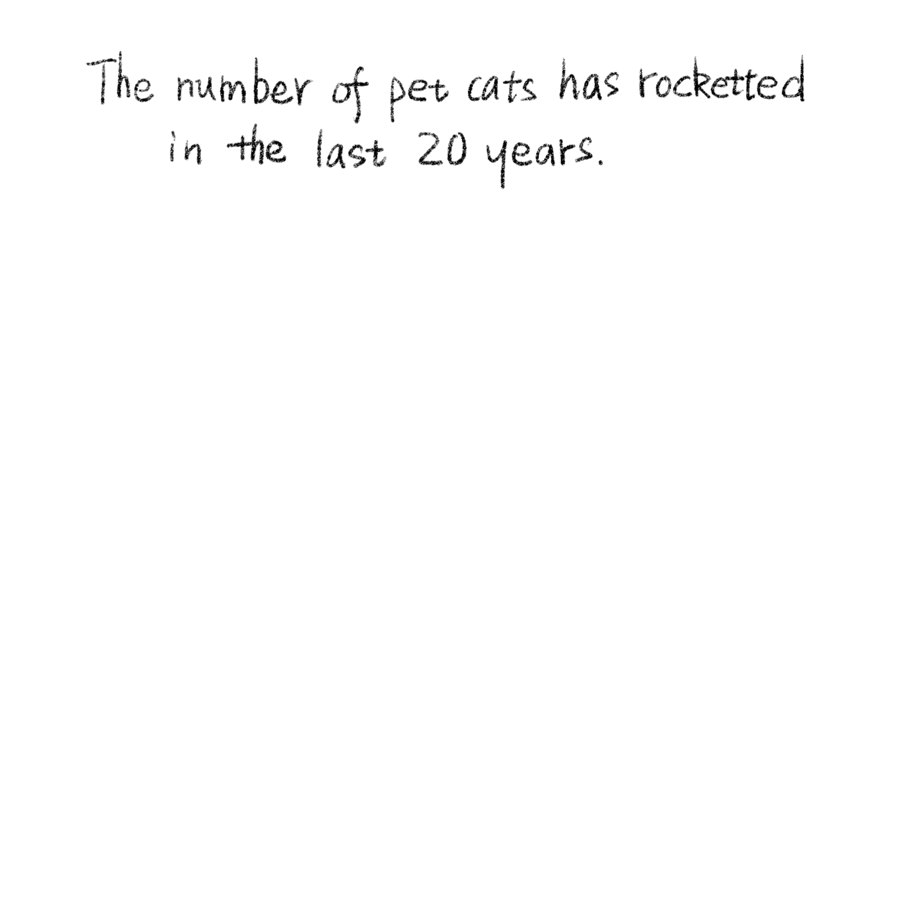 The number of pet cats has rocketted
in the last 20 years.